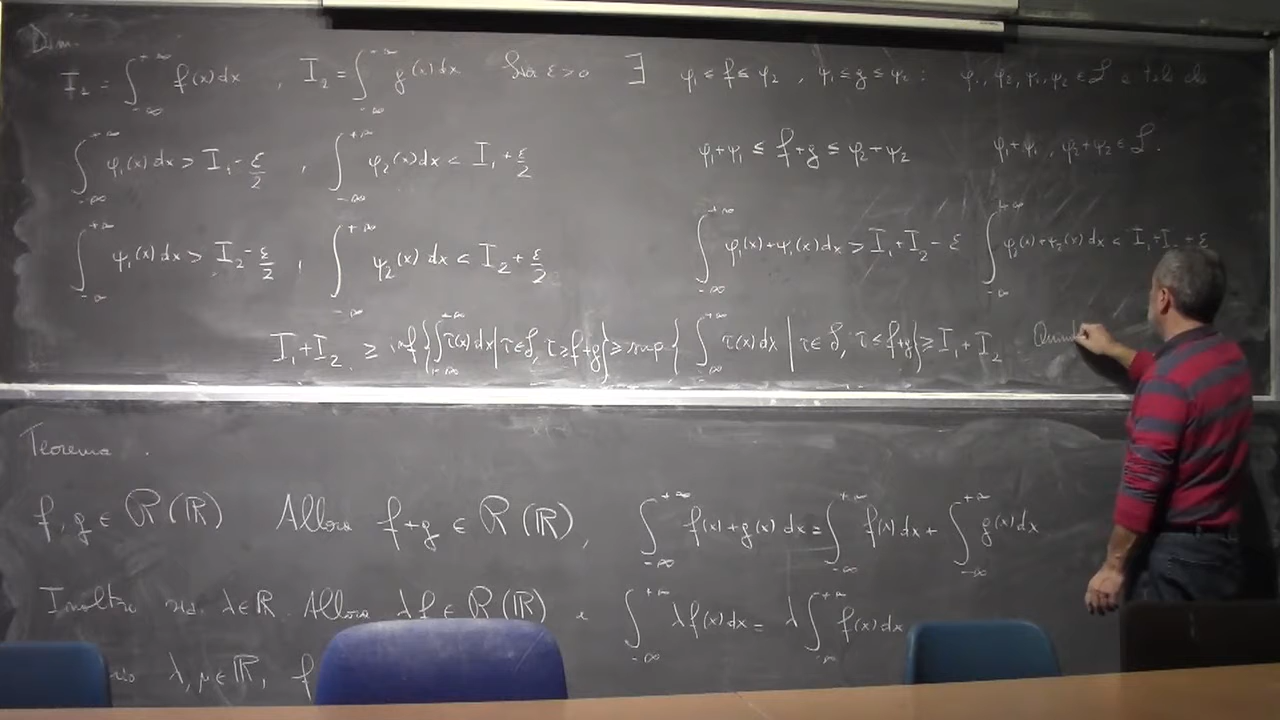 Dim.
I₂ = ∫_{-∞}^{+∞} f(x)dx , I₂ = ∫_{-∞}^{+∞} g(x)dx Sia ε>0 ∃ φ₁ ≤ f ≤ φ₂ , ψ₁ ≤ g ≤ ψ₂ : φ₁, φ₂, ψ₁, ψ₂ ∈ 𝒮 e tali che
∫_{-∞}^{+∞} φ₁(x)dx > I₁ - ε/2 , ∫_{-∞}^{+∞} φ₂(x)dx < I₁ + ε/2 φ₁+ψ₁ ≤ f+g ≤ φ₂+ψ₂ φ₁+ψ₁ , φ₂+ψ₂ ∈ 𝒮.
∫_{-∞}^{+∞} ψ₁(x)dx > I₂ - ε/2 , ∫_{-∞}^{+∞} ψ₂(x)dx < I₂ + ε/2 ∫_{-∞}^{+∞} φ₁(x)+ψ₁(x)dx > I₁+I₂-ε ∫_{-∞}^{+∞} φ₂(x)+ψ₂(x)dx < I₁+I₂+ε
I₁+I₂ ≥ inf{∫_{-∞}^{+∞} τ(x)dx | τ∈𝒮, τ≥f+g} ≥ sup{∫_{-∞}^{+∞} τ(x)dx | τ∈𝒮, τ≤f+g} ≥ I₁+I₂ . Quindi
Teorema .
f, g ∈ R(ℝ) Allora f+g ∈ R(ℝ), ∫_{-∞}^{+∞} f(x)+g(x) dx = ∫_{-∞}^{+∞} f(x)dx + ∫_{-∞}^{+∞} g(x)dx
Inoltre sia λ∈ℝ. Allora λf ∈ R(ℝ) e ∫_{-∞}^{+∞} λf(x)dx = λ∫_{-∞}^{+∞} f(x)dx
λ, μ∈ℝ, f